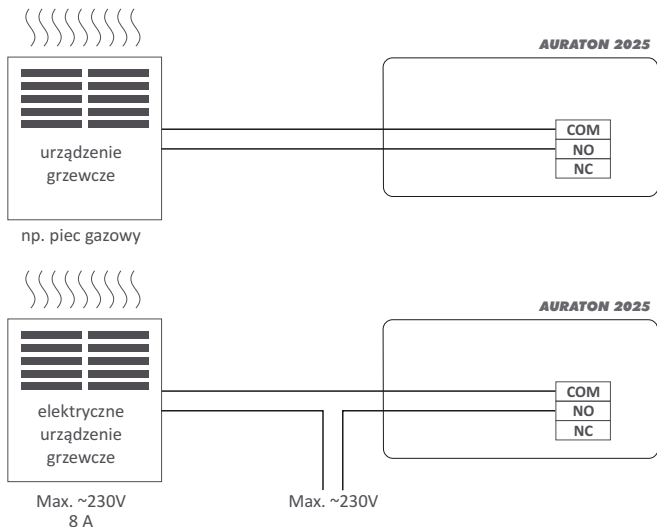 AURATON 2025
COM
NO
NC
urządzenie
grzewcze
np. piec gazowy
AURATON 2025
COM
NO
NC
elektryczne
urządzenie
grzewcze
Max. ~230V
8 A
Max. ~230V